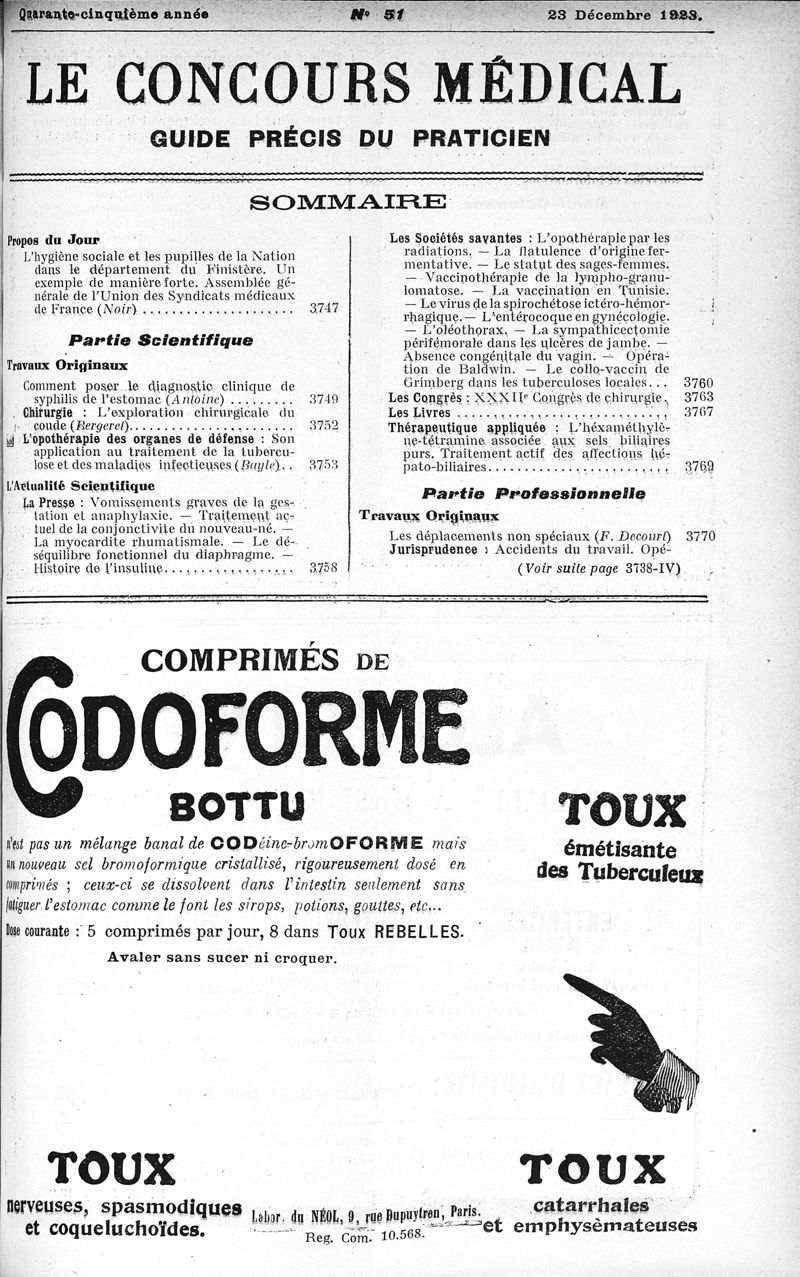 Quarante-cinquième année
N° 51
23 Décembre 1923.
LE CONCOURS MÉDICAL
GUIDE PRÉCIS DU PRATICIEN
SOMMAIRE
Propos du Jour
L'hygiène sociale et les pupilles de la Nation
dans le département du Finistère. Un
exemple de manière forte. Assemblée gé-
nérale de l'Union des Syndicats médicaux
de France (Noir) .................... 3747
Partie Scientifique
Travaux Originaux
Comment poser le diagnostic clinique de
syphilis de l'estomac (Antoine) ......... 3749
Chirurgie : L'exploration chirurgicale du
coude (Bergeret)...................... 3752
L'opothérapie des organes de défense : Son
application au traitement de la tubercu-
lose et des maladies infectieuses (Bayle).. 3753
L'Actualité Scientifique
La Presse : Vomissements graves de la ges-
tation et anaphylaxie. — Traitement ac-
tuel de la conjonctivite du nouveau-né. —
La myocardite rhumatismale. — Le dé-
séquilibre fonctionnel du diaphragme. —
Histoire de l'insuline................. 3758
Les Sociétés savantes : L'opothérapie par les
radiations. — La flatulence d'origine fer-
mentative. — Le statut des sages-femmes.
— Vaccinothérapie de la lympho-granu-
lomatose. — La vaccination en Tunisie.
— Le virus de la spirochétose ictéro-hémor-
rhagique. — L'entérocoque en gynécologie.
— L'oléothorax. — La sympathicectomie
périfémorale dans les ulcères de jambe. —
Absence congénitale du vagin. — Opéra-
tion de Baldwin. — Le collo-vaccin de
Grimberg dans les tuberculoses locales... 3760
Les Congrès : XXXIIe Congrès de chirurgie. 3763
Les Livres ............................ 3767
Thérapeutique appliquée : L'héxaméthylè-
ne-tétramine associée aux sels biliaires
purs. Traitement actif des affections hé-
pato-biliaires........................ 3769
Partie Professionnelle
Travaux Originaux
Les déplacements non spéciaux (F. Decourt) 3770
Jurisprudence : Accidents du travail. Opé-
(Voir suite page 3738-IV)
COMPRIMÉS DE
CODOFORME
BOTTU
n'est pas un mélange banal de CODéine-bromOFORME mais
un nouveau sel bromoformique cristallisé, rigoureusement dosé en
comprimés ; ceux-ci se dissolvent dans l'intestin seulement sans
fatiguer l'estomac comme le font les sirops, potions, gouttes, etc...
Dose courante : 5 comprimés par jour, 8 dans Toux REBELLES.
Avaler sans sucer ni croquer.
TOUX
émétisante
des Tuberculeux
TOUX
nerveuses, spasmodiques
et coqueluchoïdes.
Labor. du NÉOL, 9, rue Dupuytren, Paris.
Reg. Com. 10.568.
TOUX
catarrhales
et emphysèmateuses